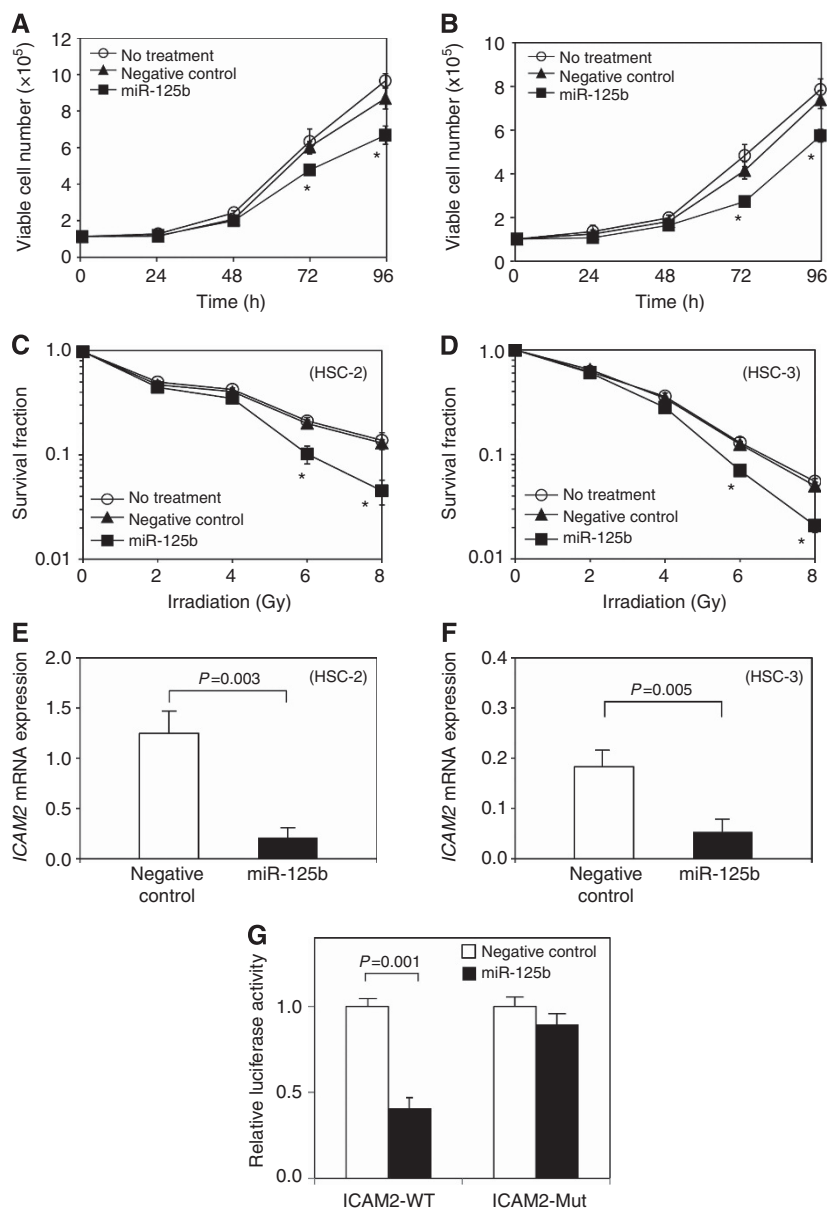 A
Viable cell number (×10⁵)
12
10
8
6
4
2
0
No treatment
Negative control
miR-125b
*
*
0 24 48 72 96
Time (h)
B
Viable cell number (×10⁵)
10
8
6
4
2
0
No treatment
Negative control
miR-125b
*
*
0 24 48 72 96
Time (h)
C
Survival fraction
1.0
0.1
0.01
(HSC-2)
No treatment
Negative control
miR-125b
*
*
0 2 4 6 8
Irradiation (Gy)
D
Survival fraction
1.0
0.1
0.01
(HSC-3)
No treatment
Negative control
miR-125b
*
*
0 2 4 6 8
Irradiation (Gy)
E
ICAM2 mRNA expression
2.0
1.5
1.0
0.5
0.0
(HSC-2)
P=0.003
Negative control
miR-125b
F
ICAM2 mRNA expression
0.4
0.3
0.2
0.1
0.0
(HSC-3)
P=0.005
Negative control
miR-125b
G
Relative luciferase activity
1.0
0.5
0.0
P=0.001
Negative control
miR-125b
ICAM2-WT
ICAM2-Mut